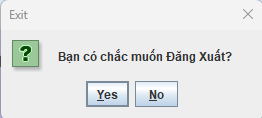 Exit
Bạn có chắc muốn Đăng Xuất?
Yes No